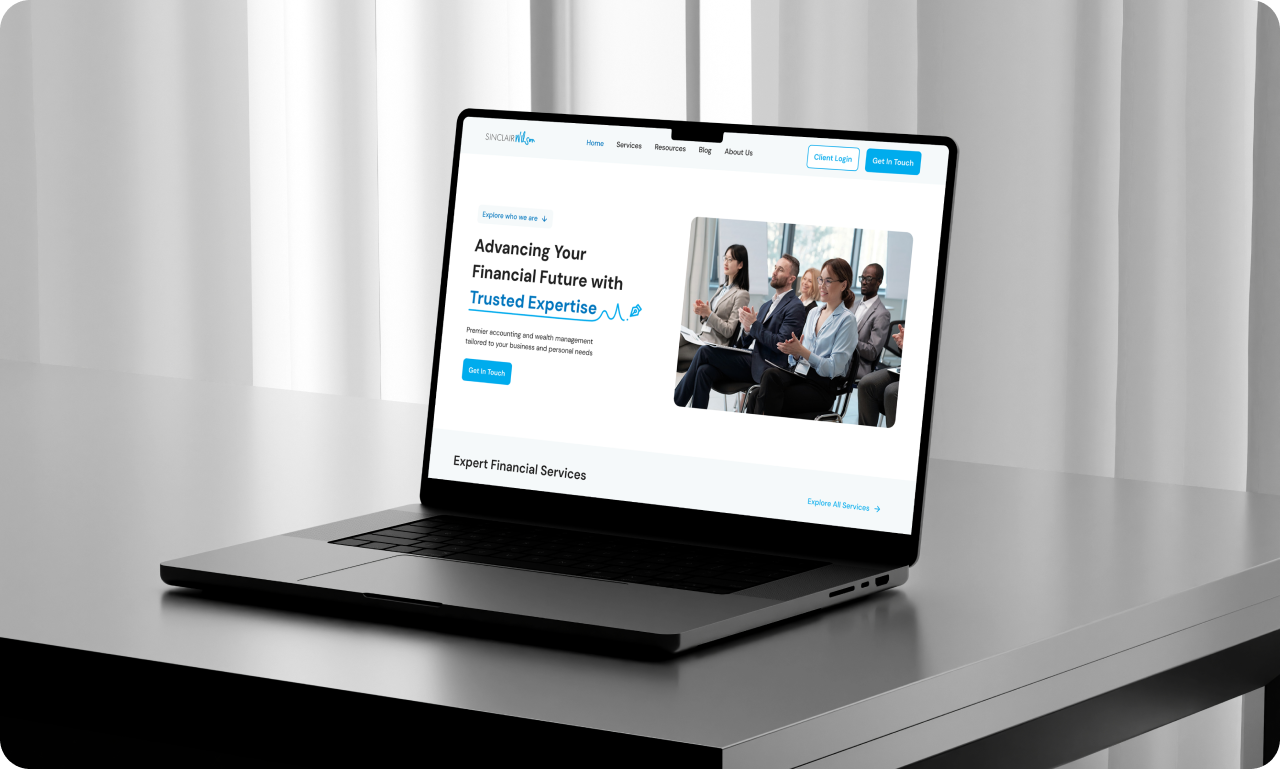 SINCLAIR Wilson
Home Services Resources Blog About Us
Client Login
Get In Touch
Explore who we are
Advancing Your
Financial Future with
Trusted Expertise
Premier accounting and wealth management
tailored to your business and personal needs
Get In Touch
Expert Financial Services
Explore All Services